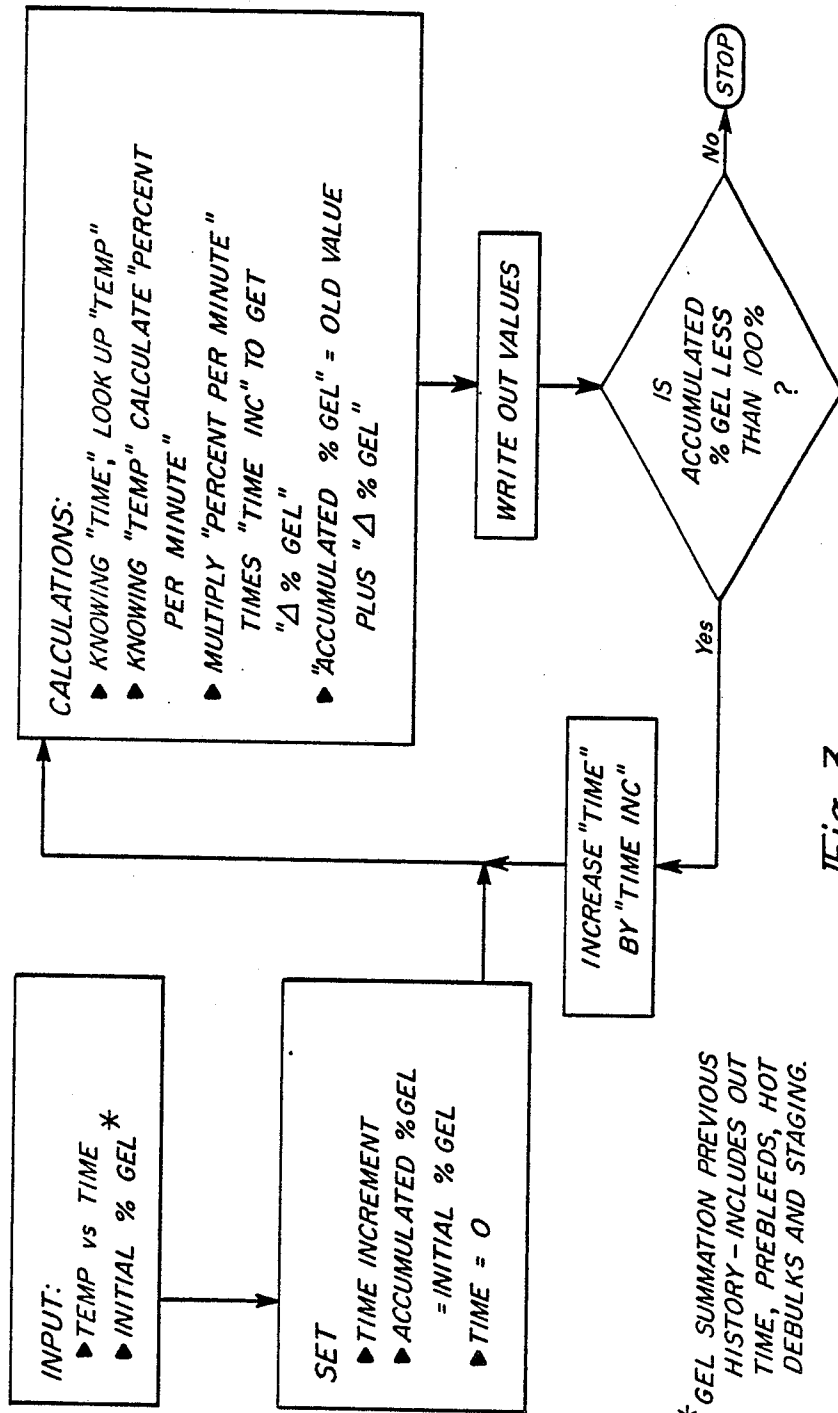 INPUT:
▶ TEMP vs TIME
▶ INITIAL % GEL *
SET
▶ TIME INCREMENT
▶ ACCUMULATED % GEL
= INITIAL % GEL
▶ TIME = 0
* GEL SUMMATION PREVIOUS
HISTORY - INCLUDES OUT
TIME, PREBLEEDS, HOT
DEBULKS AND STAGING.
INCREASE "TIME"
BY "TIME INC"
CALCULATIONS:
▶ KNOWING "TIME", LOOK UP "TEMP"
▶ KNOWING "TEMP" CALCULATE "PERCENT
PER MINUTE"
▶ MULTIPLY "PERCENT PER MINUTE"
TIMES "TIME INC" TO GET
"Δ % GEL"
▶ "ACCUMULATED % GEL" = OLD VALUE
PLUS "Δ % GEL"
WRITE OUT VALUES
IS
ACCUMULATED
% GEL LESS
THAN 100%
?
Yes
No
STOP
Fig. 3